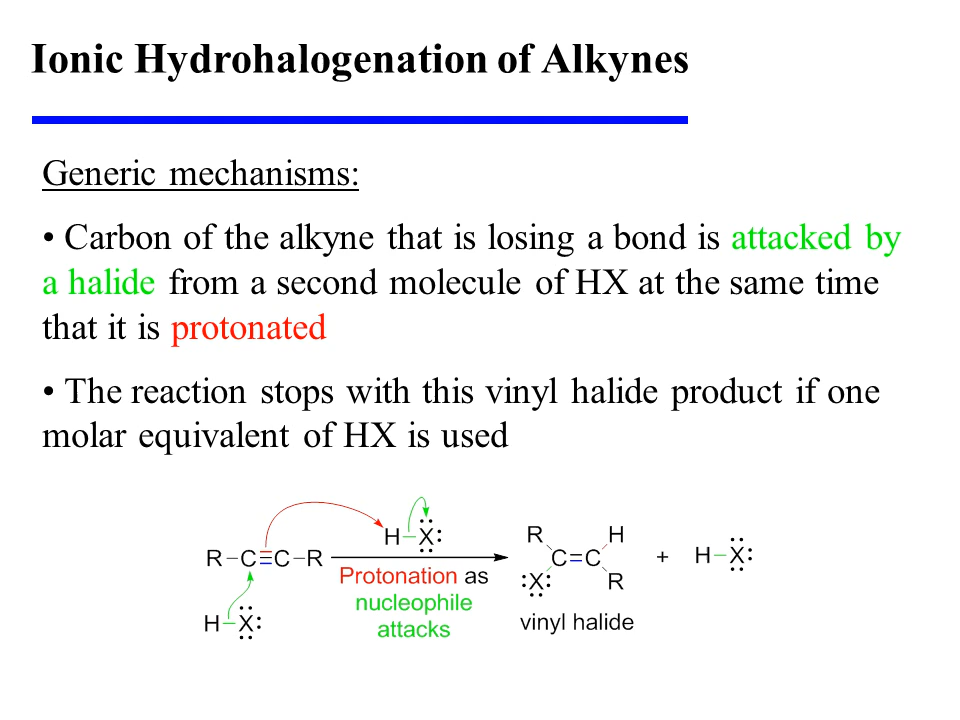 Ionic Hydrohalogenation of Alkynes
Generic mechanisms:
• Carbon of the alkyne that is losing a bond is attacked by
a halide from a second molecule of HX at the same time
that it is protonated
• The reaction stops with this vinyl halide product if one
molar equivalent of HX is used
H–X
R–C≡C–R
Protonation as
nucleophile
attacks
H–X
R H
C=C
X R
vinyl halide
+ H–X